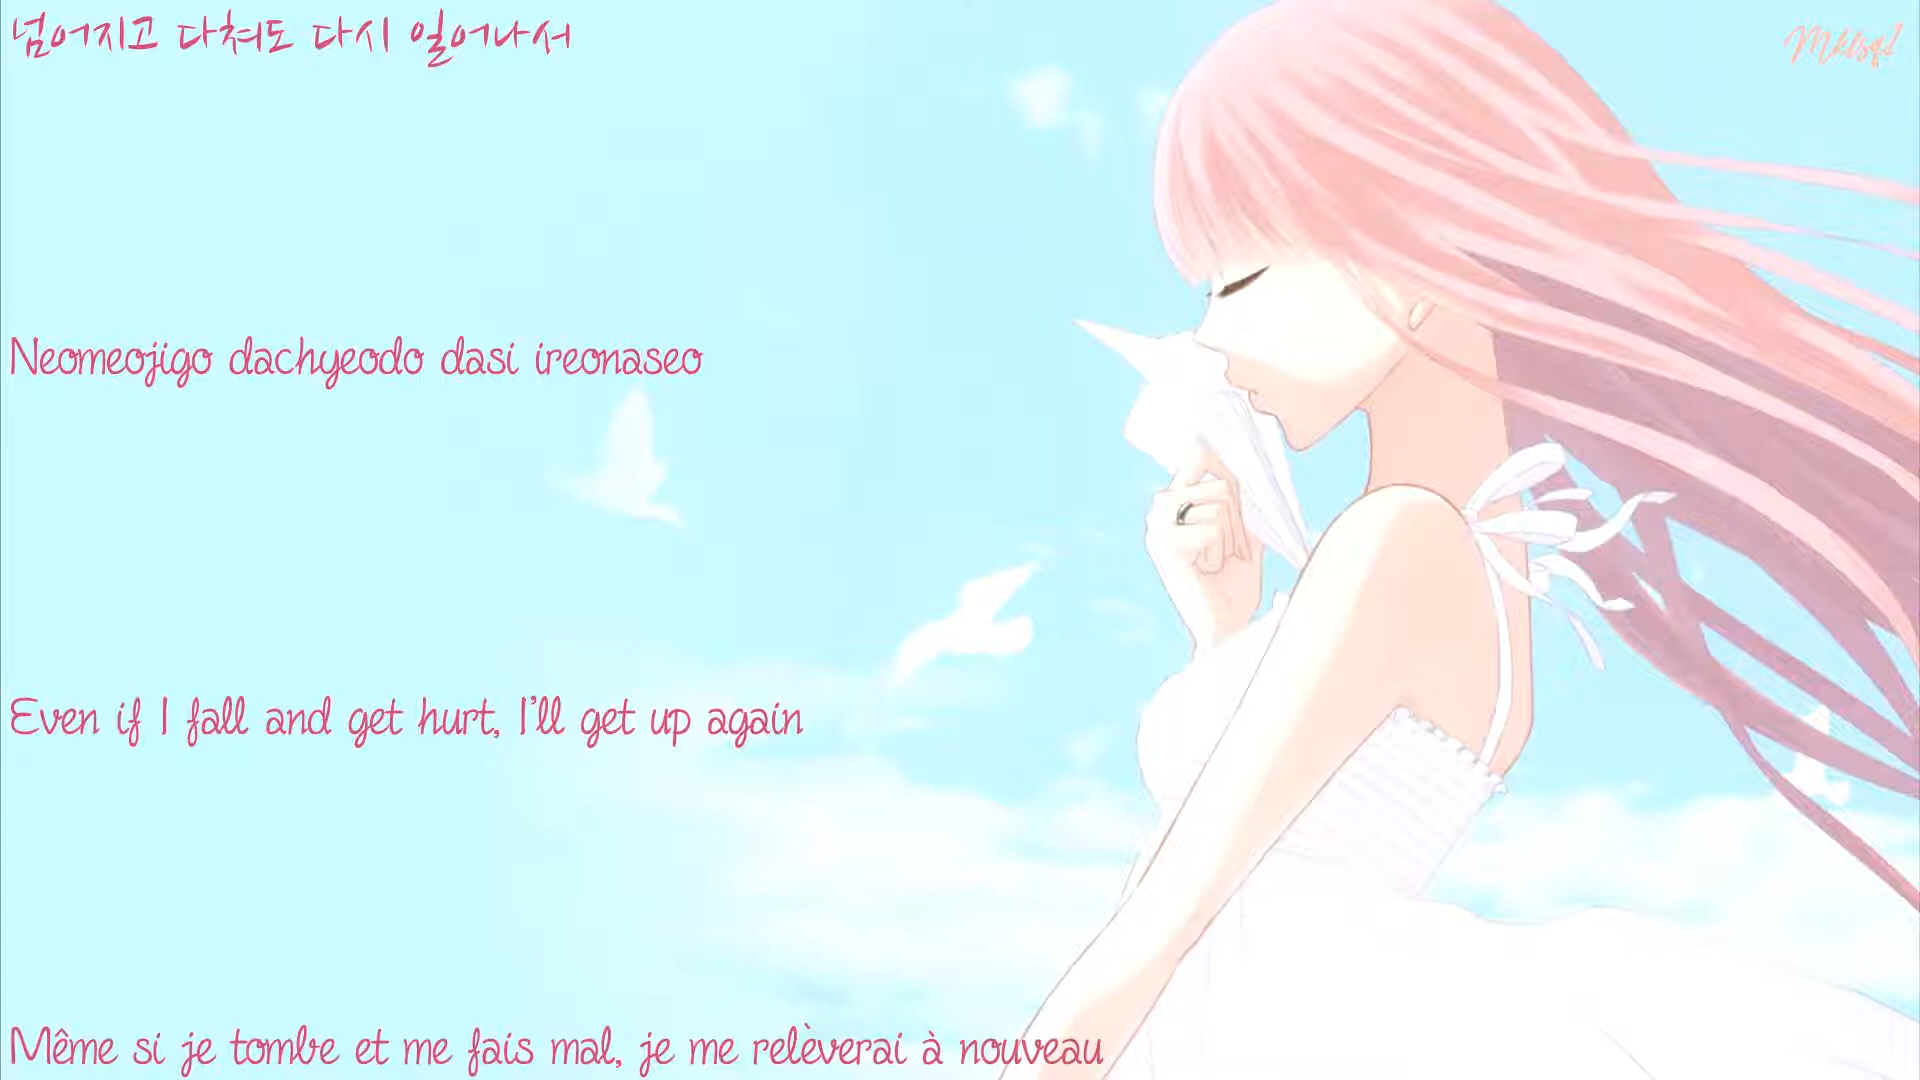 넘어지고 다쳐도 다시 일어나서
Neomeojigo dachyeodo dasi ireonaseo
Even if I fall and get hurt, I'll get up again
Même si je tombe et me fais mal, je me relèverai à nouveau